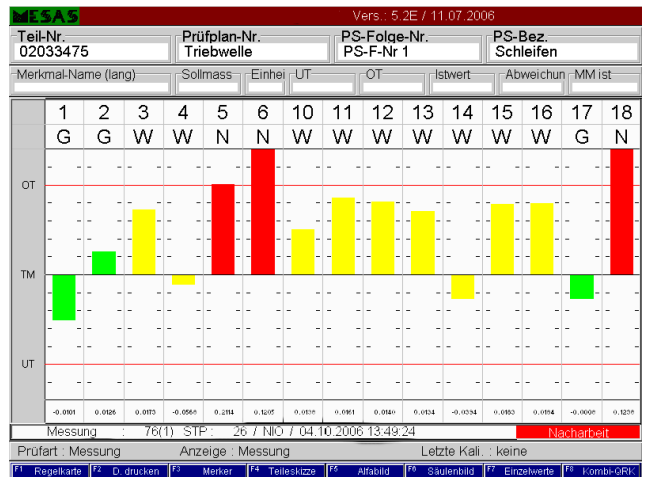 MESAS Vers.: 5.2E / 11.07.2006
Teil-Nr. Prüfplan-Nr. PS-Folge-Nr. PS-Bez.
02033475 Triebwelle PS-F-Nr 1 Schleifen
Merkmal-Name (lang) Sollmass Einhei UT OT Istwert Abweichun MM ist
1 2 3 4 5 6 10 11 12 13 14 15 16 17 18
G G W W N N W W W W W W W G N
OT
TM
UT
-0.0101 0.0126 0.0173 -0.0566 0.2114 0.1205 0.0136 0.0161 0.0140 0.0134 -0.0354 0.0163 0.0164 -0.0006 0.1236
Messung : 76(1) STP: 26 / NIO / 04.10.2006 13:49:24 Nacharbeit
Prüfart : Messung Anzeige : Messung Letzte Kali. : keine
F1 Regelkarte F2 D. drucken F3 Merker F4 Teileskizze F5 Alfabild F6 Säulenbild F7 Einzelwerte F8 Kombi-QRK